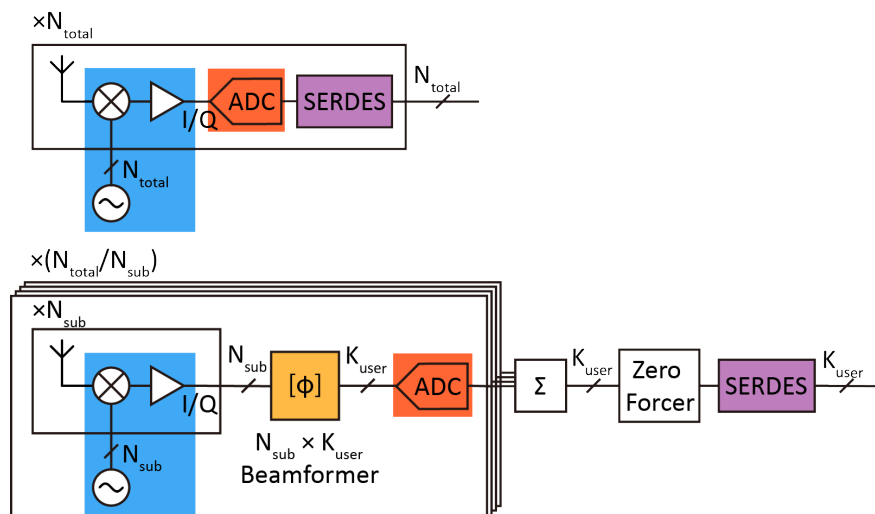 ×N_total
I/Q
ADC
SERDES
N_total
N_total
×(N_total/N_sub)
×N_sub
I/Q
N_sub
[ϕ]
K_user
ADC
Σ
K_user
Zero
Forcer
SERDES
K_user
N_sub
N_sub × K_user
Beamformer